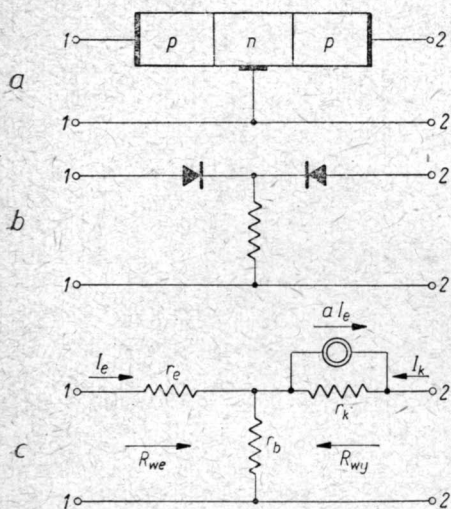 a
1 p n p 2
1 2
b
1 2
1 2
c
a I_e
I_e I_k
1 r_e r_k 2
R_we r_b R_wy
1 2